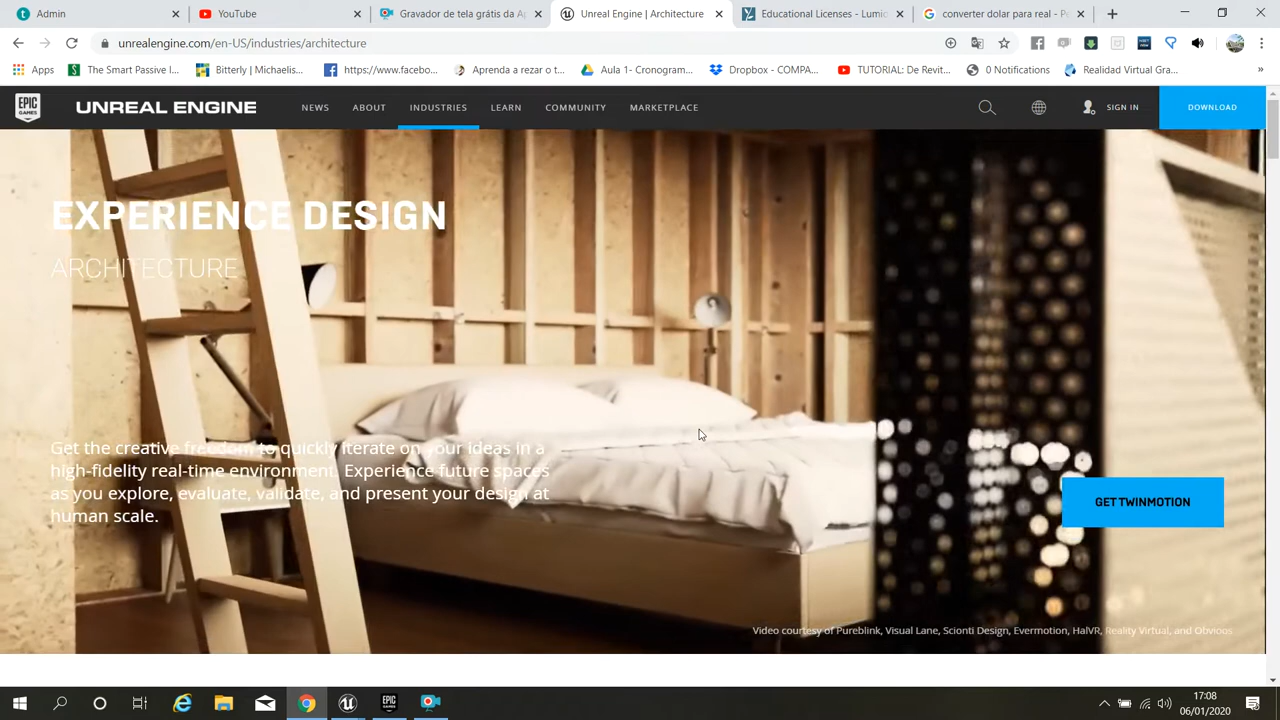 Admin
YouTube
Gravador de tela grátis da Ap
Unreal Engine | Architecture
Educational Licenses - Lumio
converter dolar para real - Pe
unrealengine.com/en-US/industries/architecture
Apps
The Smart Passive I...
Bitterly | Michaelis...
https://www.facebo...
Aprenda a rezar o t...
Aula 1- Cronogram...
Dropbox - COMPA...
TUTORIAL: De Revit...
0 Notifications
Realidad Virtual Gra...
»
EPIC GAMES
UNREAL ENGINE
NEWS
ABOUT
INDUSTRIES
LEARN
COMMUNITY
MARKETPLACE
SIGN IN
DOWNLOAD
EXPERIENCE DESIGN
ARCHITECTURE
Get the creative freedom to quickly iterate on your ideas in a
high-fidelity real-time environment. Experience future spaces
as you explore, evaluate, validate, and present your design at
human scale.
GET TWINMOTION
Video courtesy of Pureblink, Visual Lane, Scionti Design, Evermotion, HalVR, Reality Virtual, and Obvioos
17:08
06/01/2020